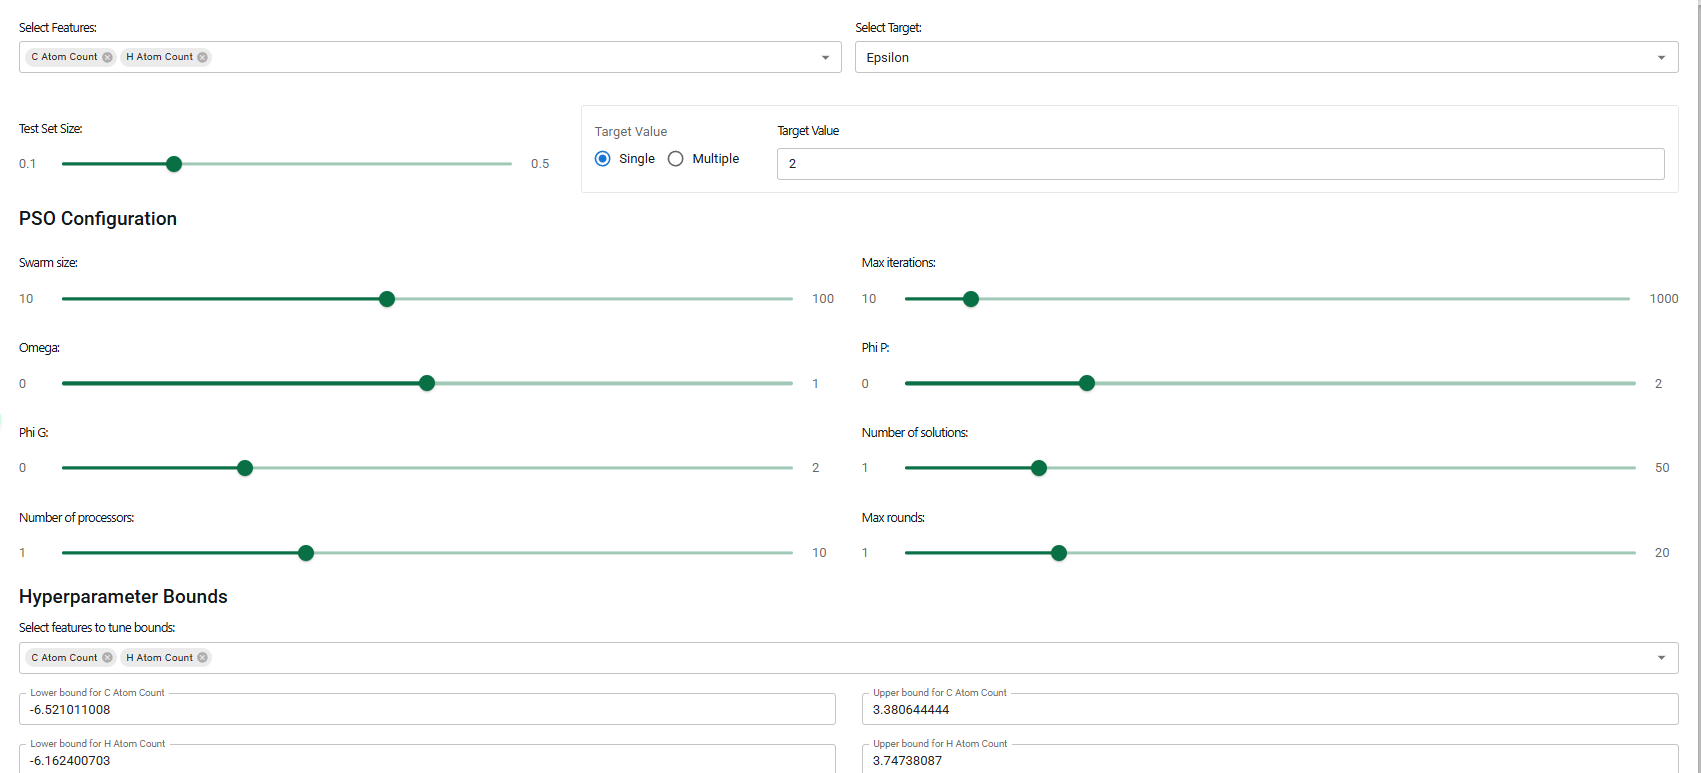 Select Features:
Select Target:
C Atom Count H Atom Count
Epsilon
Test Set Size:
0.1 0.5
Target Value
Single Multiple
Target Value
2
PSO Configuration
Swarm size:
Max iterations:
10 100
10 1000
Omega:
Phi P:
0 1
0 2
Phi G:
Number of solutions:
0 2
1 50
Number of processors:
Max rounds:
1 10
1 20
Hyperparameter Bounds
Select features to tune bounds:
C Atom Count H Atom Count
Lower bound for C Atom Count
-6.521011008
Upper bound for C Atom Count
3.380644444
Lower bound for H Atom Count
-6.162400703
Upper bound for H Atom Count
3.74738087